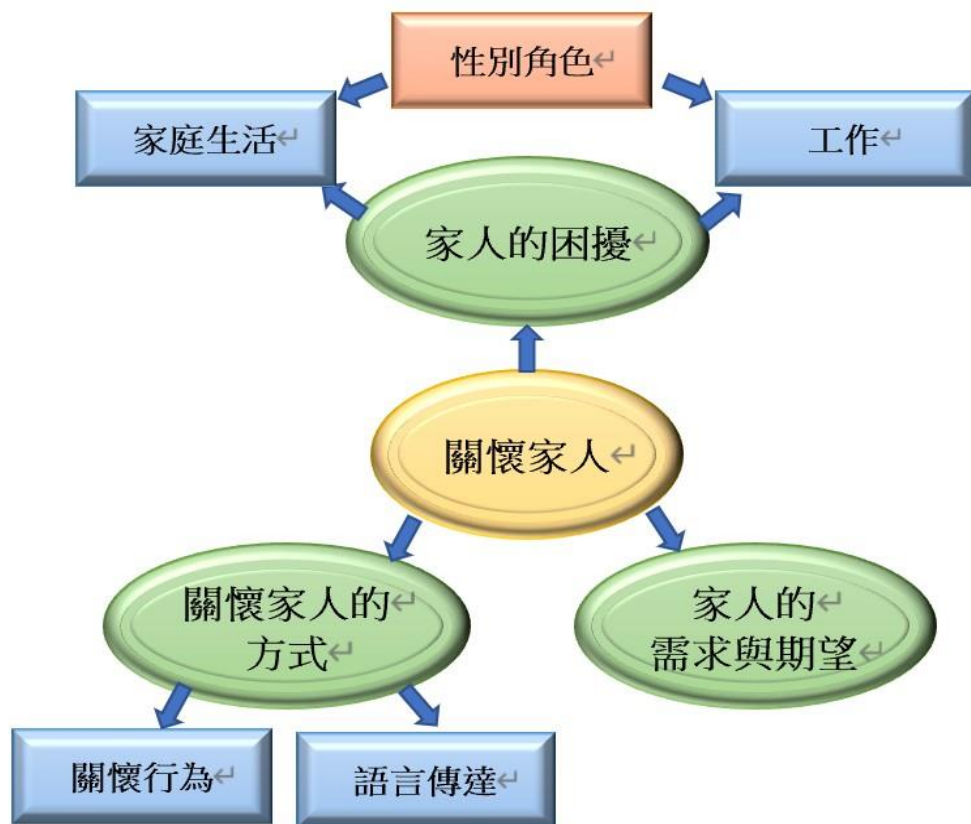 性別角色
家庭生活
工作
家人的困擾
關懷家人
關懷家人的
方式
家人的
需求與期望
關懷行為
語言傳達